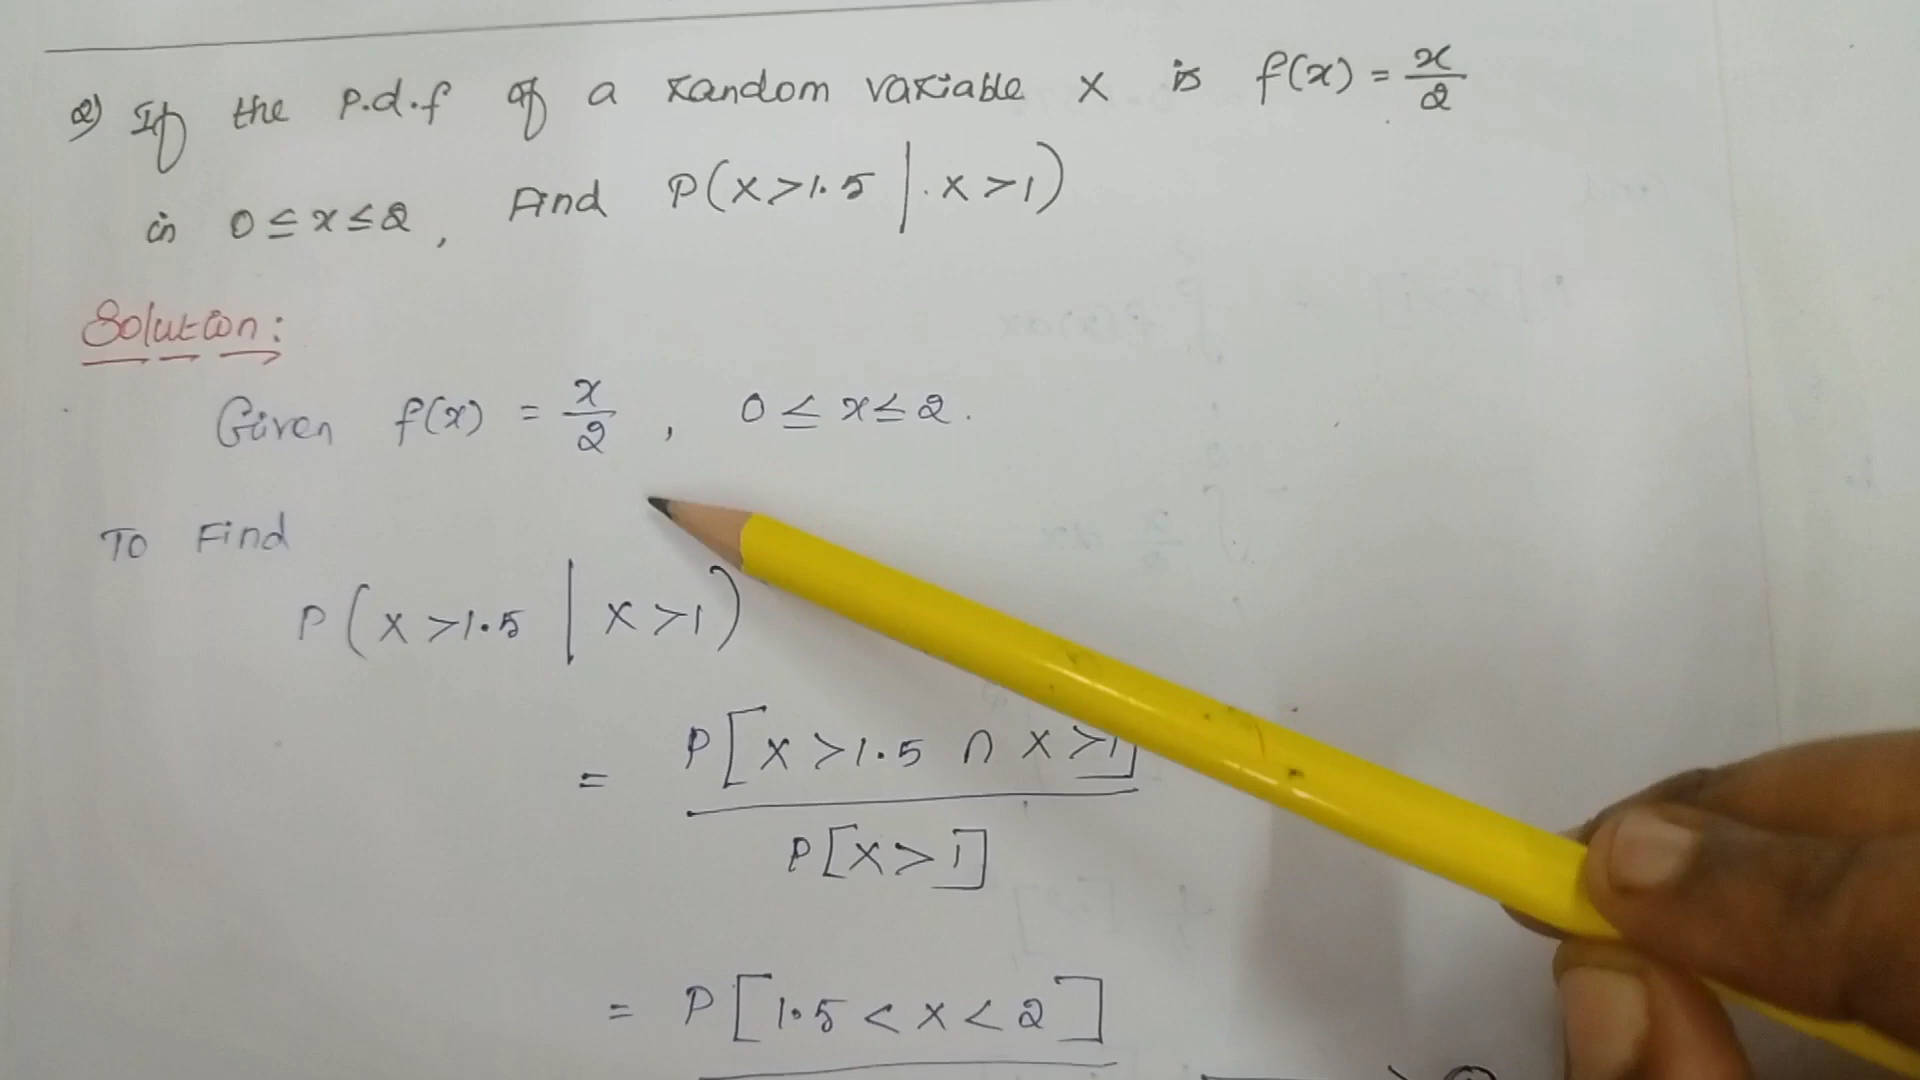 2) If the P.d.f of a random variable X is f(x) = x/2
in 0 ≤ x ≤ 2, Find P(X>1.5 | X>1)
Solution:
Given f(x) = x/2, 0 ≤ x ≤ 2.
To Find
P(X>1.5 | X>1)
= P[X>1.5 ∩ X>1] / P[X>1]
= P[1.5<X<2]